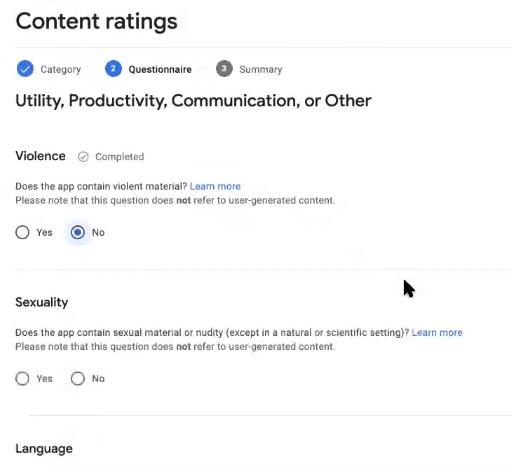 Content ratings
Category 2 Questionnaire 3 Summary
Utility, Productivity, Communication, or Other
Violence Completed
Does the app contain violent material? Learn more
Please note that this question does not refer to user-generated content.
Yes No
Sexuality
Does the app contain sexual material or nudity (except in a natural or scientific setting)? Learn more
Please note that this question does not refer to user-generated content.
Yes No
Language